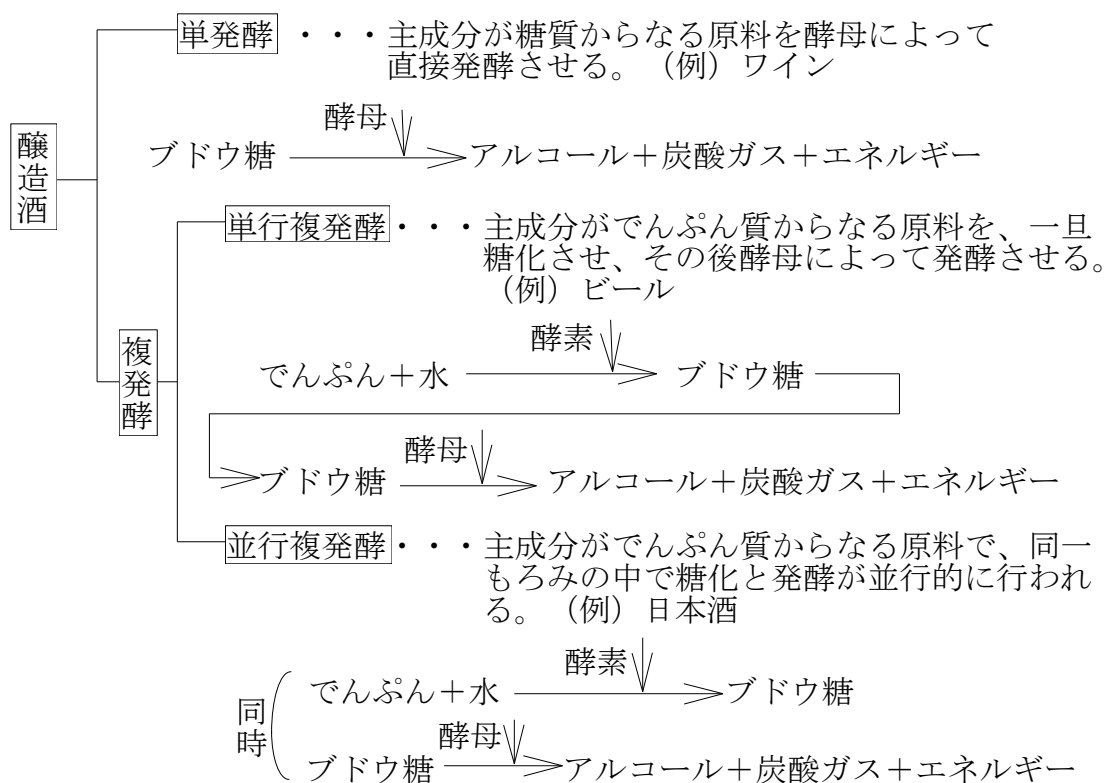 単発酵・・・主成分が糖質からなる原料を酵母によって
直接発酵させる。(例)ワイン
酵母
ブドウ糖 アルコール＋炭酸ガス＋エネルギー
醸造酒
単行複発酵・・・主成分がでんぷん質からなる原料を、一旦
糖化させ、その後酵母によって発酵させる。
(例)ビール
酵素
でんぷん＋水 ブドウ糖
複発酵
酵母
ブドウ糖 アルコール＋炭酸ガス＋エネルギー
並行複発酵・・・主成分がでんぷん質からなる原料で、同一
もろみの中で糖化と発酵が並行的に行われ
る。(例)日本酒
酵素
でんぷん＋水 ブドウ糖
同時
酵母
ブドウ糖 アルコール＋炭酸ガス＋エネルギー